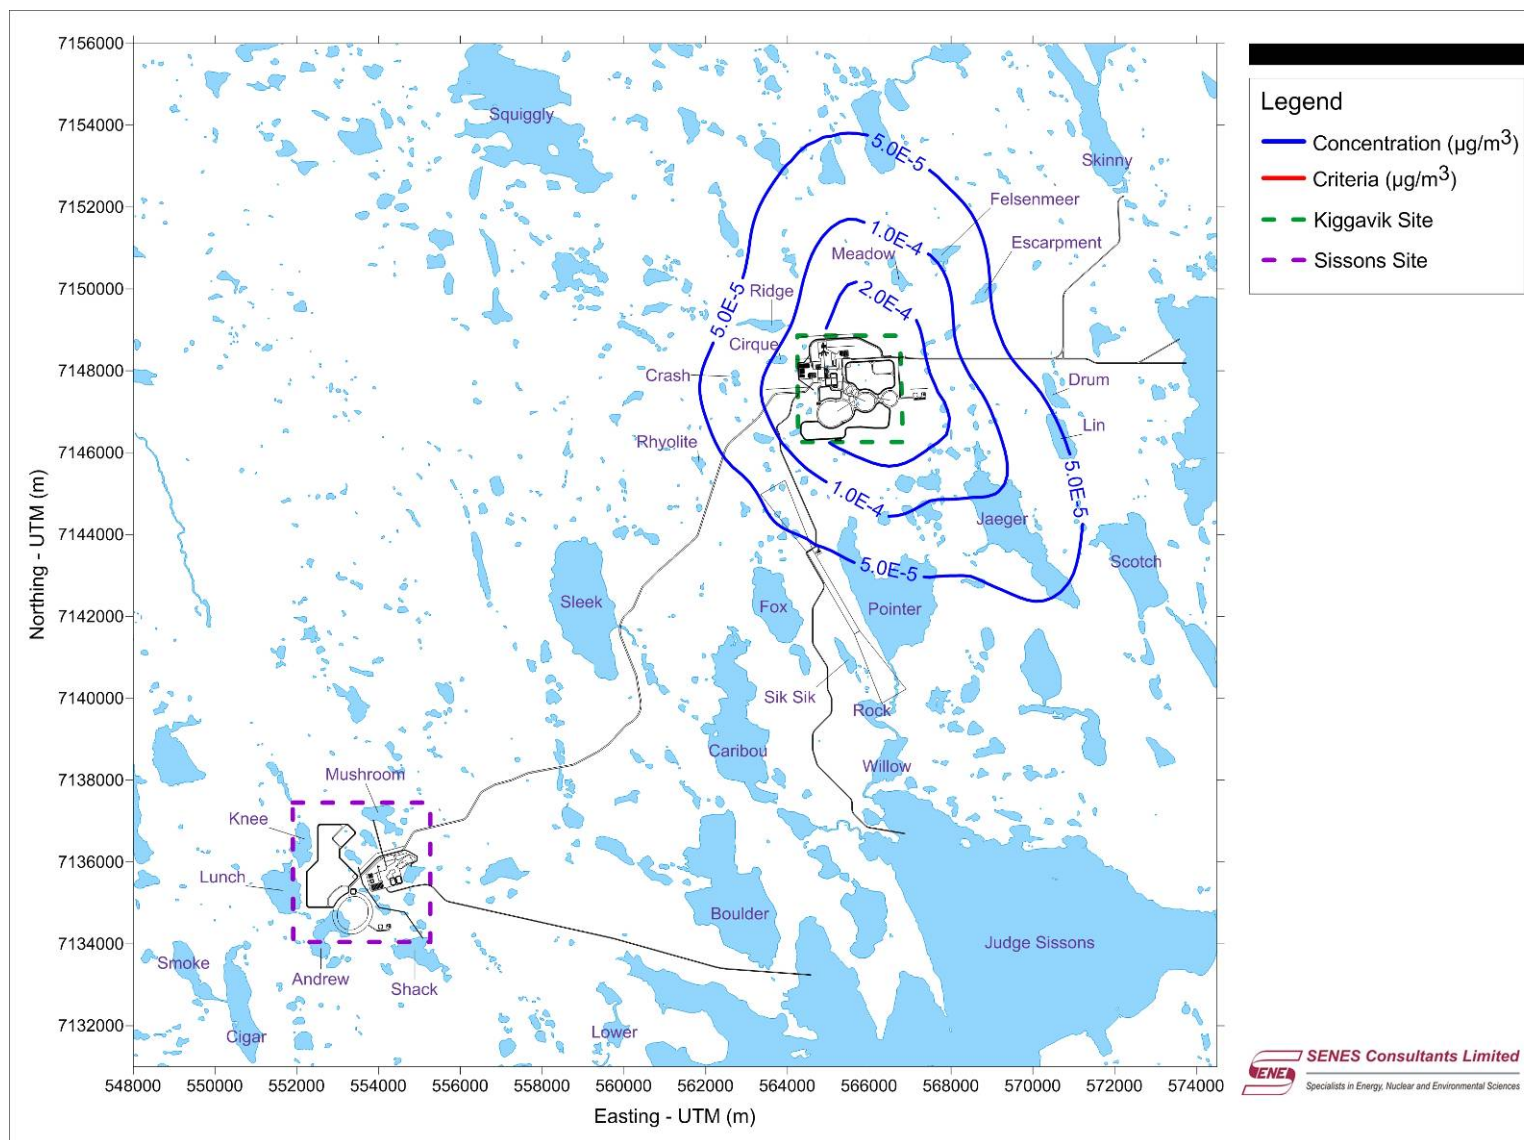 7156000
7154000
7152000
7150000
7148000
7146000
7144000
7142000
7140000
7138000
7136000
7134000
7132000
Northing - UTM (m)
548000 550000 552000 554000 556000 558000 560000 562000 564000 566000 568000 570000 572000 574000
Easting - UTM (m)
Squiggly
Skinny
5.0E-5
Felsenmeer
1.0E-4
Escarpment
Meadow
Ridge
2.0E-4
5.0E-5
Cirque
Crash
Drum
Lin
Rhyolite
5.0E-5
1.0E-4
Jaeger
Scotch
5.0E-5
Sleek
Fox
Pointer
Sik Sik
Rock
Caribou
Willow
Mushroom
Knee
Lunch
Boulder
Judge Sissons
Smoke
Andrew
Shack
Cigar
Lower
Legend
Concentration (µg/m³)
Criteria (µg/m³)
Kiggavik Site
Sissons Site
SENES
SENES Consultants Limited
Specialists in Energy, Nuclear and Environmental Sciences